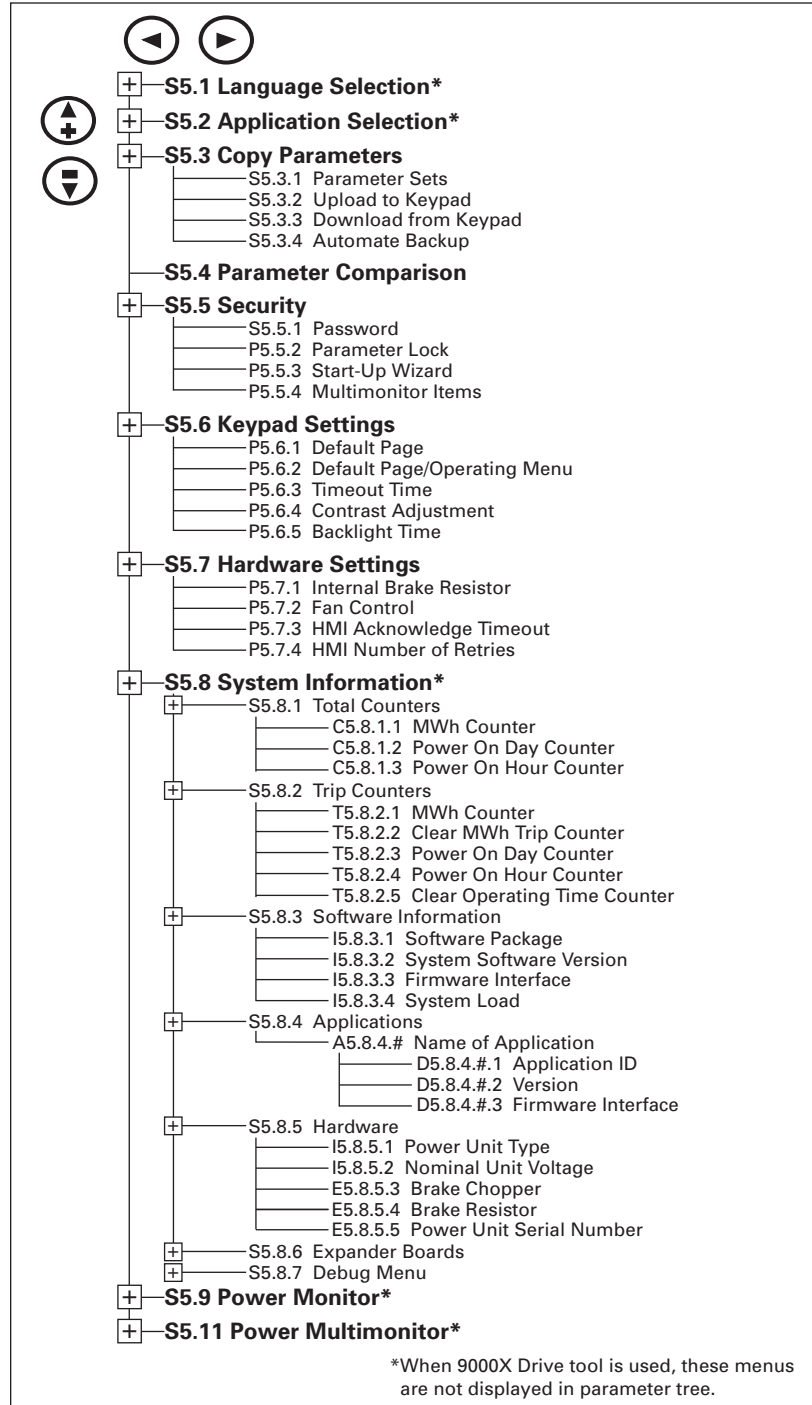 S5.1 Language Selection*
S5.2 Application Selection*
S5.3 Copy Parameters
S5.3.1 Parameter Sets
S5.3.2 Upload to Keypad
S5.3.3 Download from Keypad
S5.3.4 Automate Backup
S5.4 Parameter Comparison
S5.5 Security
S5.5.1 Password
P5.5.2 Parameter Lock
P5.5.3 Start-Up Wizard
P5.5.4 Multimonitor Items
S5.6 Keypad Settings
P5.6.1 Default Page
P5.6.2 Default Page/Operating Menu
P5.6.3 Timeout Time
P5.6.4 Contrast Adjustment
P5.6.5 Backlight Time
S5.7 Hardware Settings
P5.7.1 Internal Brake Resistor
P5.7.2 Fan Control
P5.7.3 HMI Acknowledge Timeout
P5.7.4 HMI Number of Retries
S5.8 System Information*
S5.8.1 Total Counters
C5.8.1.1 MWh Counter
C5.8.1.2 Power On Day Counter
C5.8.1.3 Power On Hour Counter
S5.8.2 Trip Counters
T5.8.2.1 MWh Counter
T5.8.2.2 Clear MWh Trip Counter
T5.8.2.3 Power On Day Counter
T5.8.2.4 Power On Hour Counter
T5.8.2.5 Clear Operating Time Counter
S5.8.3 Software Information
I5.8.3.1 Software Package
I5.8.3.2 System Software Version
I5.8.3.3 Firmware Interface
I5.8.3.4 System Load
S5.8.4 Applications
A5.8.4.# Name of Application
D5.8.4.#.1 Application ID
D5.8.4.#.2 Version
D5.8.4.#.3 Firmware Interface
S5.8.5 Hardware
I5.8.5.1 Power Unit Type
I5.8.5.2 Nominal Unit Voltage
E5.8.5.3 Brake Chopper
E5.8.5.4 Brake Resistor
E5.8.5.5 Power Unit Serial Number
S5.8.6 Expander Boards
S5.8.7 Debug Menu
S5.9 Power Monitor*
S5.11 Power Multimonitor*
*When 9000X Drive tool is used, these menus
are not displayed in parameter tree.